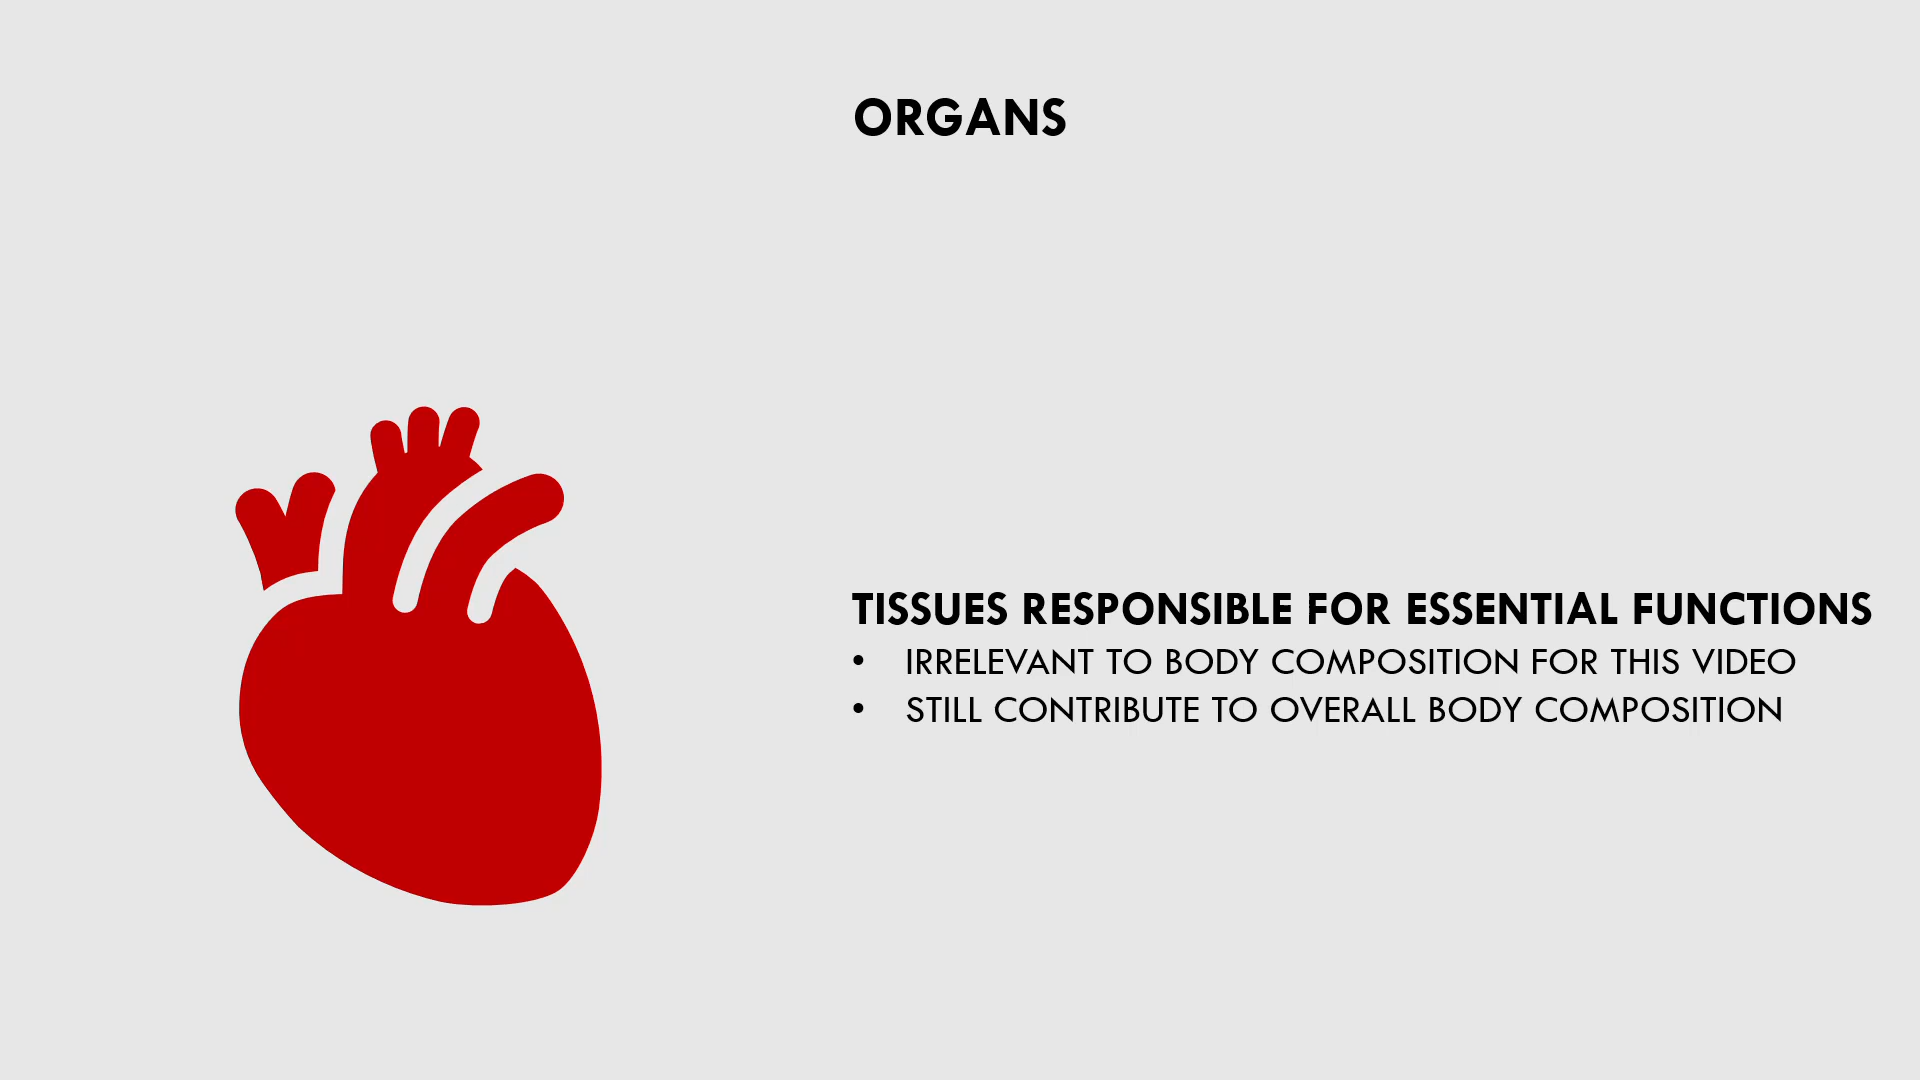 ORGANS
TISSUES RESPONSIBLE FOR ESSENTIAL FUNCTIONS
• IRRELEVANT TO BODY COMPOSITION FOR THIS VIDEO
• STILL CONTRIBUTE TO OVERALL BODY COMPOSITION